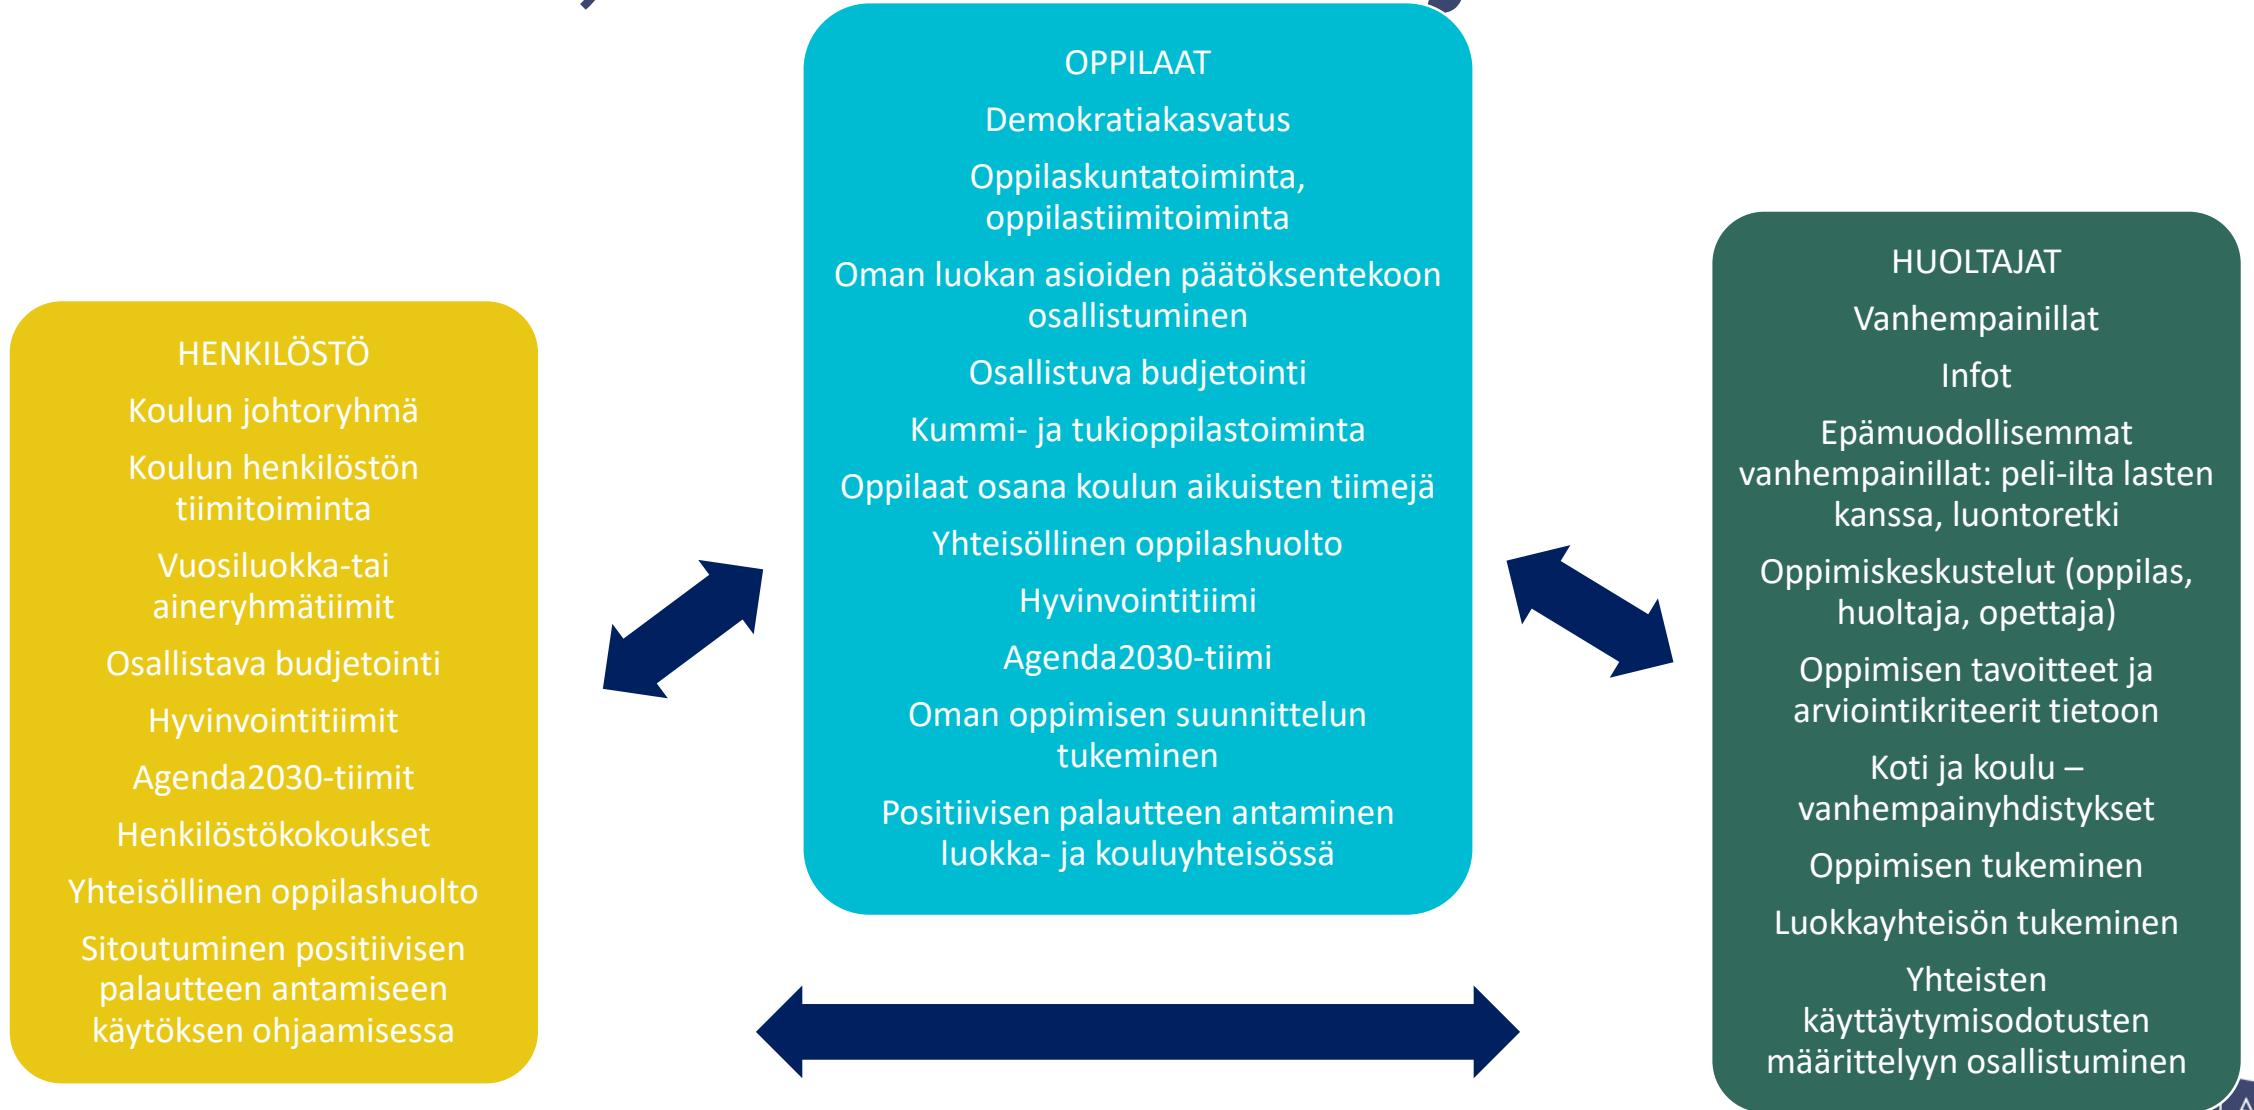 HENKILÖSTÖ
Koulun johtoryhmä
Koulun henkilöstön
tiimitoiminta
Vuosiluokka-tai
aineryhmätiimit
Osallistava budjetointi
Hyvinvointitiimit
Agenda2030-tiimit
Henkilöstökokoukset
Yhteisöllinen oppilashuolto
Sitoutuminen positiivisen
palautteen antamiseen
käytöksen ohjaamisessa
OPPILAAT
Demokratiakasvatus
Oppilaskuntatoiminta,
oppilastiimitoiminta
Oman luokan asioiden päätöksentekoon
osallistuminen
Osallistuva budjetointi
Kummi- ja tukioppilastoiminta
Oppilaat osana koulun aikuisten tiimejä
Yhteisöllinen oppilashuolto
Hyvinvointitiimi
Agenda2030-tiimi
Oman oppimisen suunnittelun
tukeminen
Positiivisen palautteen antaminen
luokka- ja kouluyhteisössä
HUOLTAJAT
Vanhempainillat
Infot
Epämuodollisemmat
vanhempainillat: peli-ilta lasten
kanssa, luontoretki
Oppimiskeskustelut (oppilas,
huoltaja, opettaja)
Oppimisen tavoitteet ja
arviointikriteerit tietoon
Koti ja koulu –
vanhempainyhdistykset
Oppimisen tukeminen
Luokkayhteisön tukeminen
Yhteisten
käyttäytymisodotusten
määrittelyyn osallistuminen